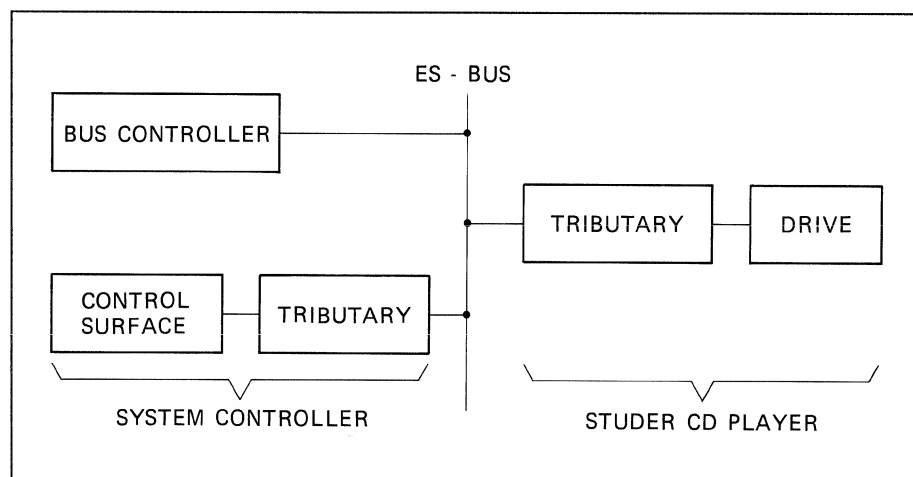 ES - BUS
BUS CONTROLLER
TRIBUTARY
DRIVE
CONTROL
SURFACE
TRIBUTARY
SYSTEM CONTROLLER
STUDER CD PLAYER